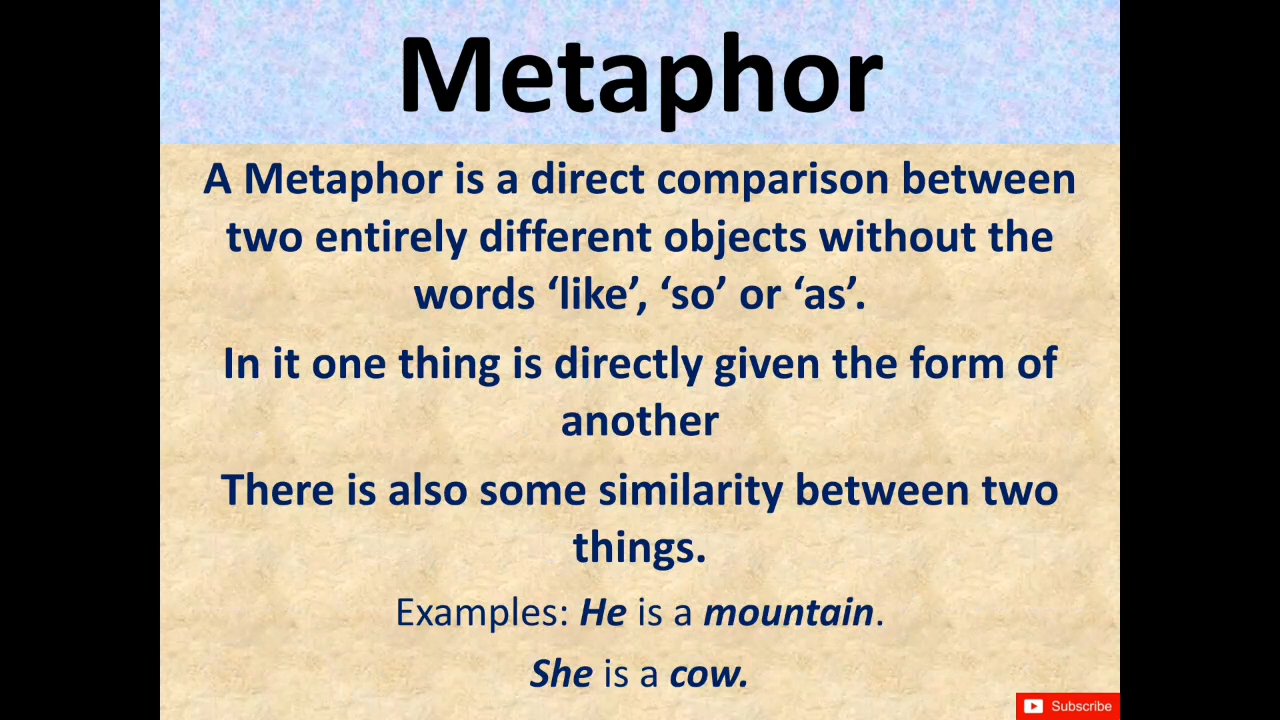 Metaphor
A Metaphor is a direct comparison between
two entirely different objects without the
words ‘like’, ‘so’ or ‘as’.
In it one thing is directly given the form of
another
There is also some similarity between two
things.
Examples: He is a mountain.
She is a cow.
Subscribe